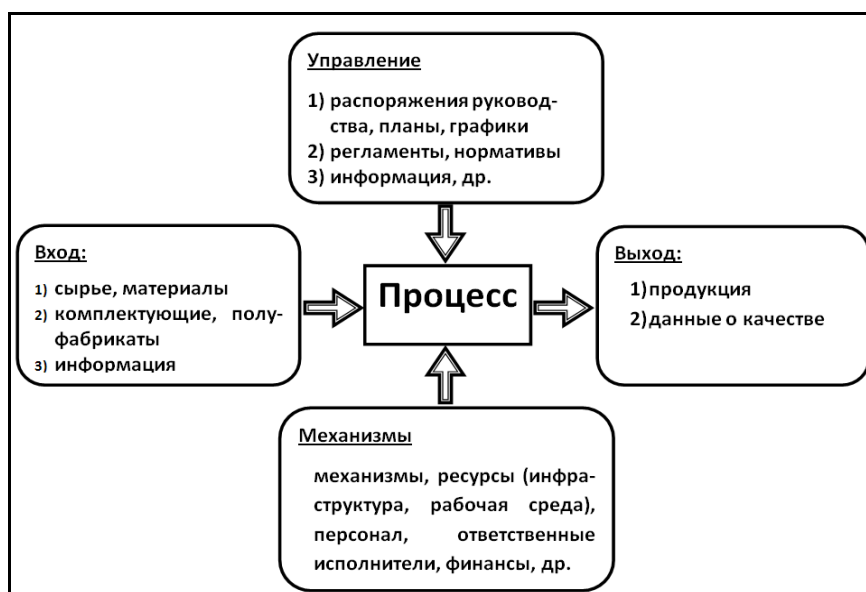 Управление
1) распоряжения руковод-
ства, планы, графики
2) регламенты, нормативы
3) информация, др.
Вход:
1) сырье, материалы
2) комплектующие, полу-
фабрикаты
3) информация
Процесс
Выход:
1)продукция
2)данные о качестве
Механизмы
механизмы, ресурсы (инфра-
структура, рабочая среда),
персонал, ответственные
исполнители, финансы, др.